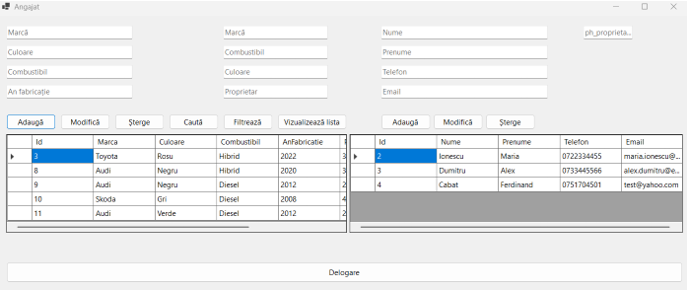 Angajat
Marcă Marcă Nume ph_proprieta...
Culoare Combustibil Prenume
Combustibil Culoare Telefon
An fabricație Proprietar Email
Adaugă Modifică Șterge Caută Filtrează Vizualizează lista Adaugă Modifică Șterge
Id Marca Culoare Combustibil AnFabricatie
3 Toyota Rosu Hibrid 2022 3
8 Audi Negru Hibrid 2020 3
9 Audi Negru Diesel 2012 2
10 Skoda Gri Diesel 2008 4
11 Audi Verde Diesel 2012 2
Id Nume Prenume Telefon Email
2 Ionescu Maria 0722334455 maria.ionescu@...
3 Dumitru Alex 0733445566 alex.dumitru@e...
4 Cabat Ferdinand 0751704501 test@yahoo.com
Delogare